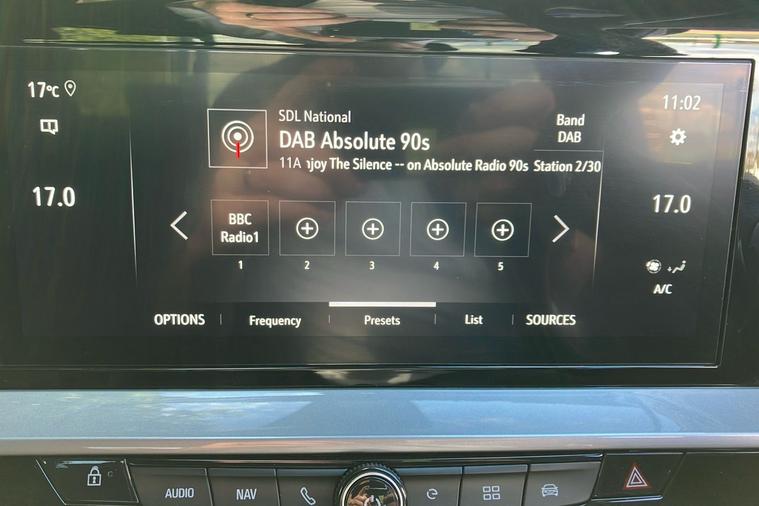 17°C
11:02
SDL National
DAB Absolute 90s
11A njoy The Silence -- on Absolute Radio 90s Station 2/30
Band
DAB
17.0
17.0
BBC
Radio1
1 2 3 4 5
A/C
OPTIONS Frequency Presets List SOURCES
AUDIO NAV